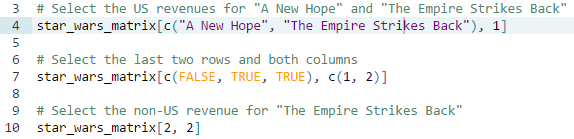 3 # Select the US revenues for "A New Hope" and "The Empire Strikes Back"
4 star_wars_matrix[c("A New Hope", "The Empire Strikes Back"), 1]
5
6 # Select the last two rows and both columns
7 star_wars_matrix[c(FALSE, TRUE, TRUE), c(1, 2)]
8
9 # Select the non-US revenue for "The Empire Strikes Back"
10 star_wars_matrix[2, 2]